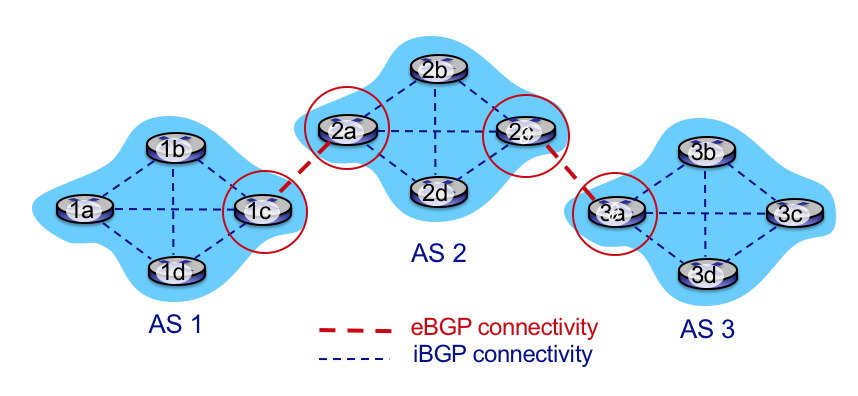 2b
2a
2c
2d
1b
3b
1a
1c
3a
3c
1d
3d
AS 2
AS 1
AS 3
eBGP connectivity
iBGP connectivity